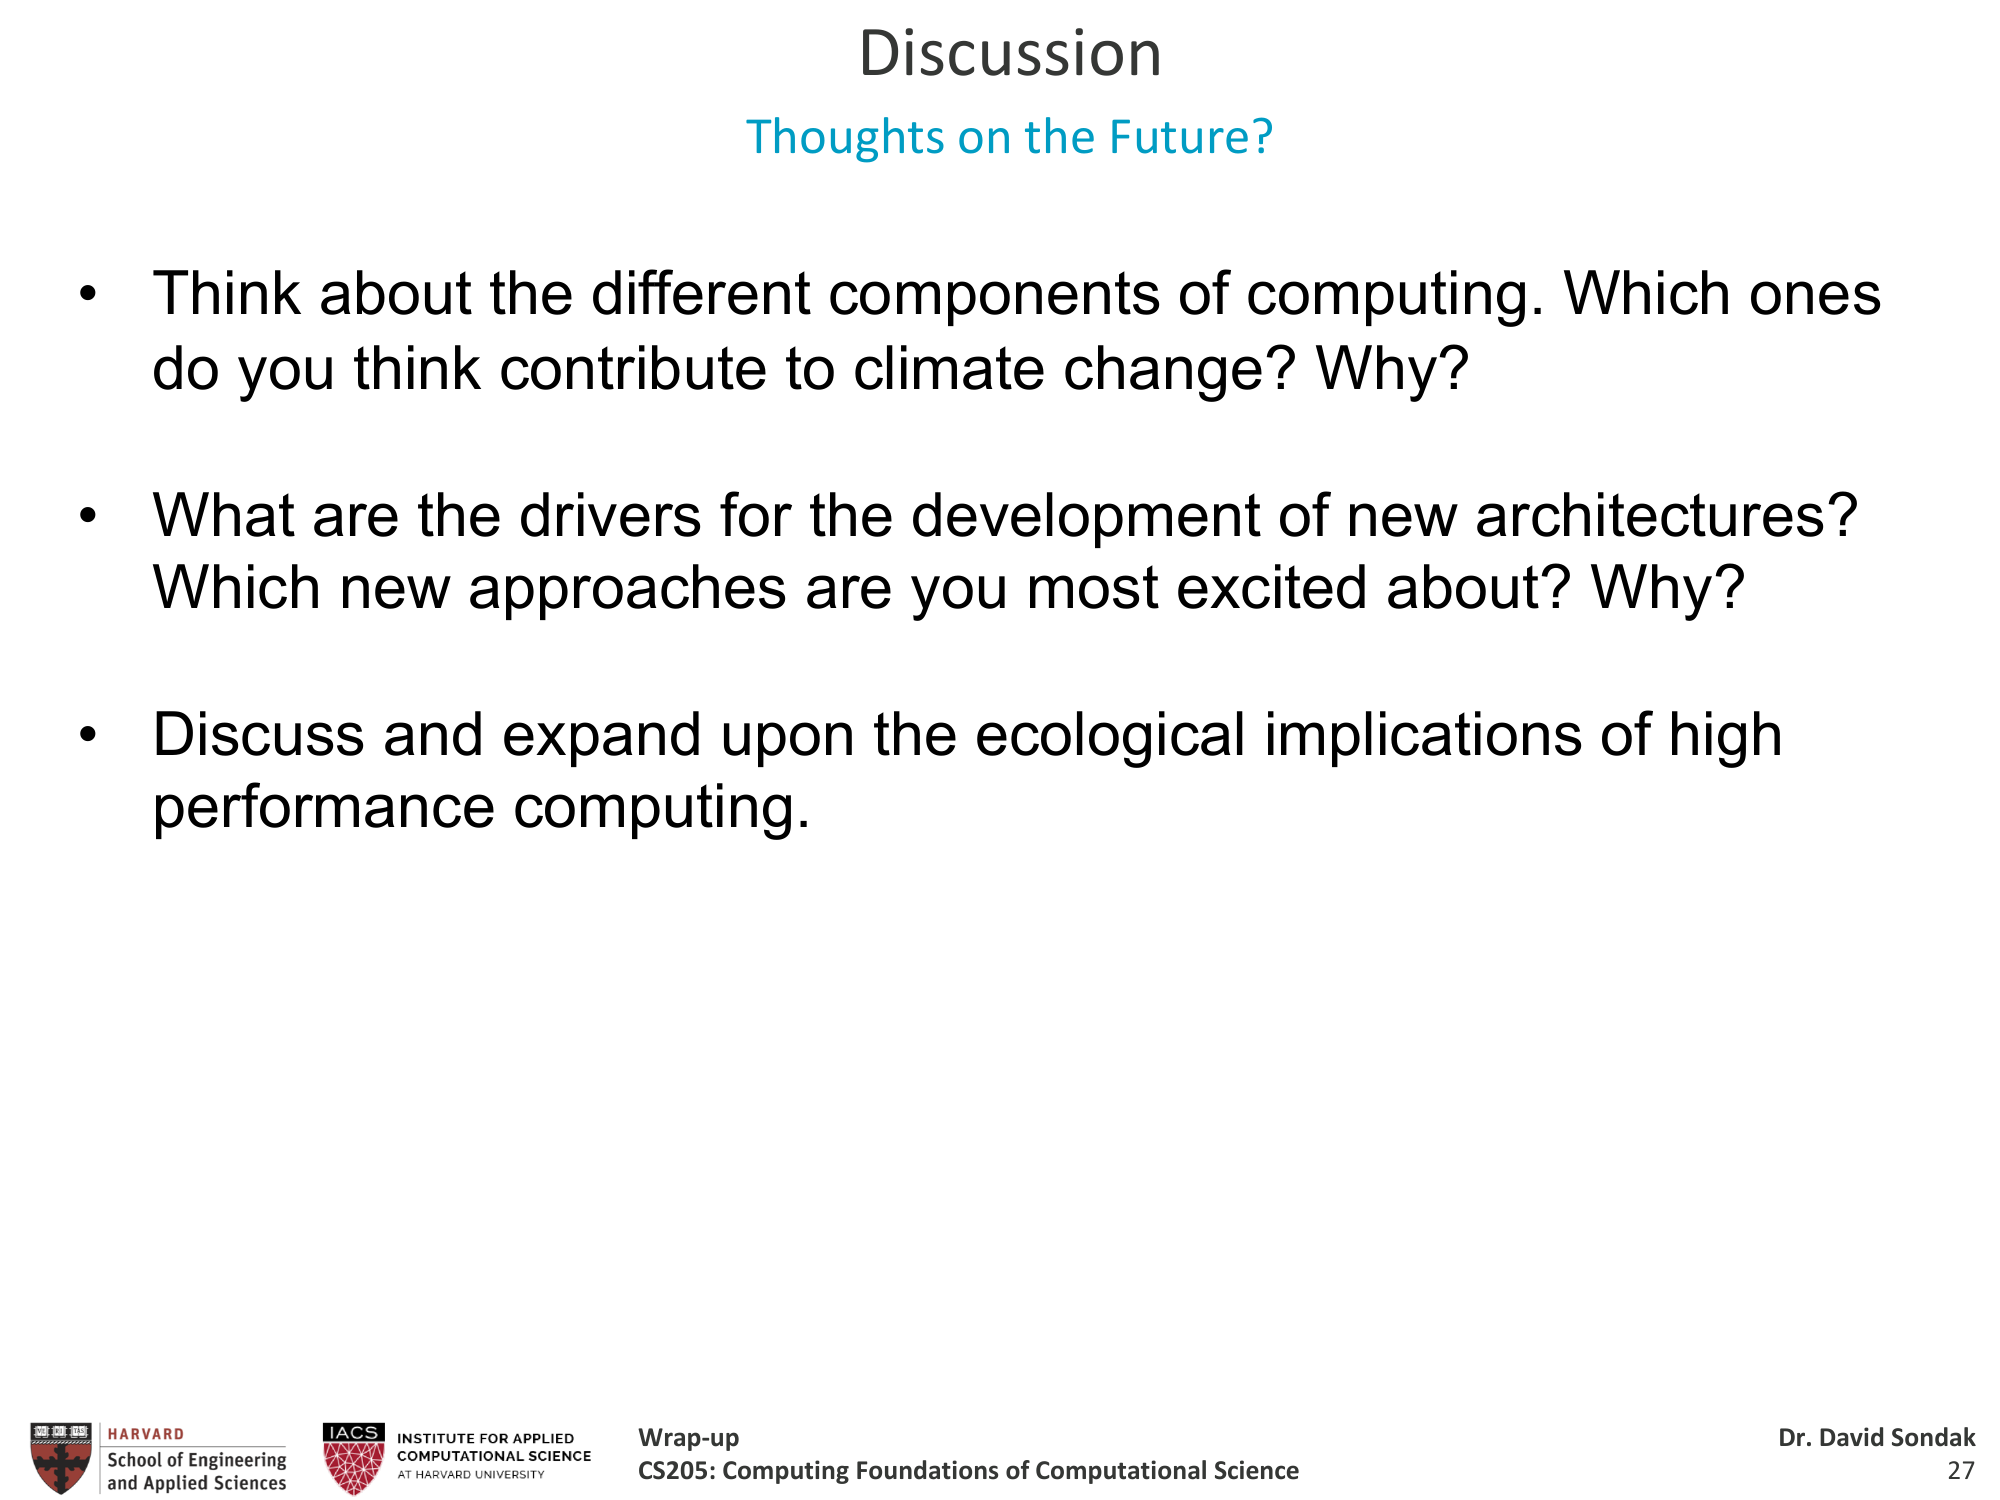 Discussion
Thoughts on the Future?
• Think about the different components of computing. Which ones
do you think contribute to climate change? Why?
• What are the drivers for the development of new architectures?
Which new approaches are you most excited about? Why?
• Discuss and expand upon the ecological implications of high
performance computing.
HARVARD
School of Engineering
and Applied Sciences
IACS
INSTITUTE FOR APPLIED
COMPUTATIONAL SCIENCE
AT HARVARD UNIVERSITY
Wrap-up
CS205: Computing Foundations of Computational Science
Dr. David Sondak
27